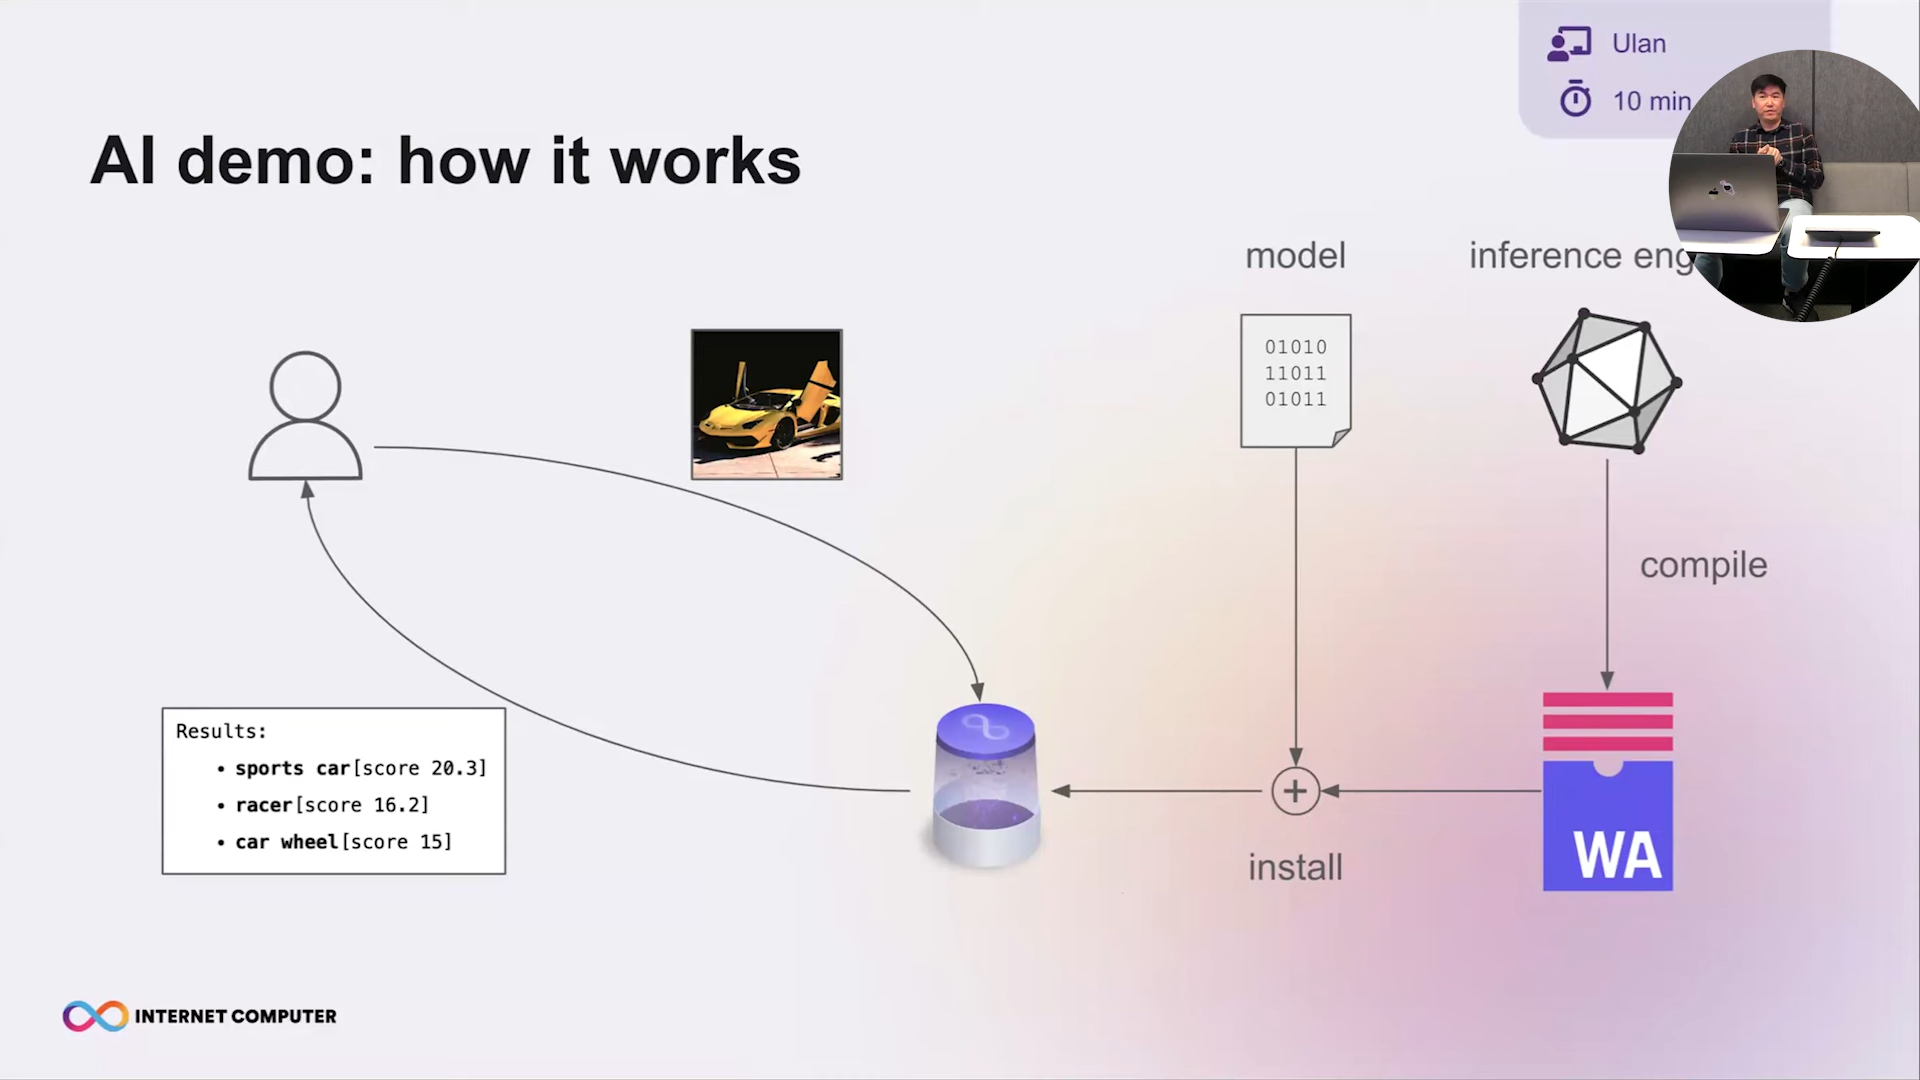 Ulan
10 min
AI demo: how it works
model
inference eng
01010
11011
01011
compile
Results:
• sports car[score 20.3]
• racer[score 16.2]
• car wheel[score 15]
WA
install
INTERNET COMPUTER